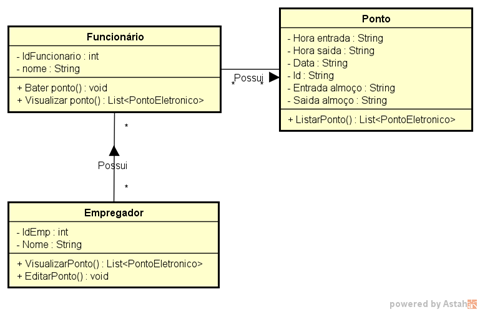 Funcionário
- IdFuncionario : int
- nome : String
+ Bater ponto() : void
+ Visualizar ponto() : List<PontoEletronico>
Possui
* *
Ponto
- Hora entrada : String
- Hora saida : String
- Data : String
- Id : String
- Entrada almoço : String
- Saida almoço : String
+ ListarPonto() : List<PontoEletronico>
*
Possui
*
Empregador
- IdEmp : int
- Nome : String
+ VisualizarPonto() : List<PontoEletronico>
+ EditarPonto() : void
powered by Astah